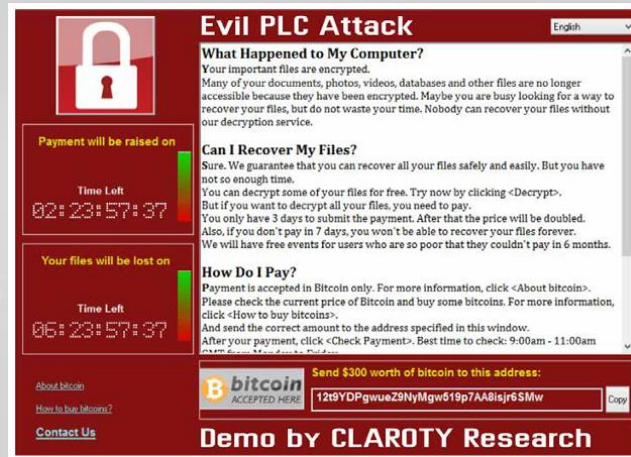 Evil PLC Attack
English
What Happened to My Computer?
Your important files are encrypted.
Many of your documents, photos, videos, databases and other files are no longer
accessible because they have been encrypted. Maybe you are busy looking for a way to
recover your files, but do not waste your time. Nobody can recover your files without
our decryption service.
Can I Recover My Files?
Sure. We guarantee that you can recover all your files safely and easily. But you have
not so enough time.
You can decrypt some of your files for free. Try now by clicking <Decrypt>.
But if you want to decrypt all your files, you need to pay.
You only have 3 days to submit the payment. After that the price will be doubled.
Also, if you don't pay in 7 days, you won't be able to recover your files forever.
We will have free events for users who are so poor that they couldn't pay in 6 months.
How Do I Pay?
Payment is accepted in Bitcoin only. For more information, click <About bitcoin>.
Please check the current price of Bitcoin and buy some bitcoins. For more information,
click <How to buy bitcoins>.
And send the correct amount to the address specified in this window.
After your payment, click <Check Payment>. Best time to check: 9:00am - 11:00am
GMT from Monday to Friday.
Payment will be raised on
Time Left
02:23:57:37
Your files will be lost on
Time Left
06:23:57:37
About bitcoin
How to buy bitcoins?
Contact Us
bitcoin
ACCEPTED HERE
Send $300 worth of bitcoin to this address:
12t9YDPgwueZ9NyMgw519p7AA8isjr6SMw
Copy
Demo by CLAROTY Research